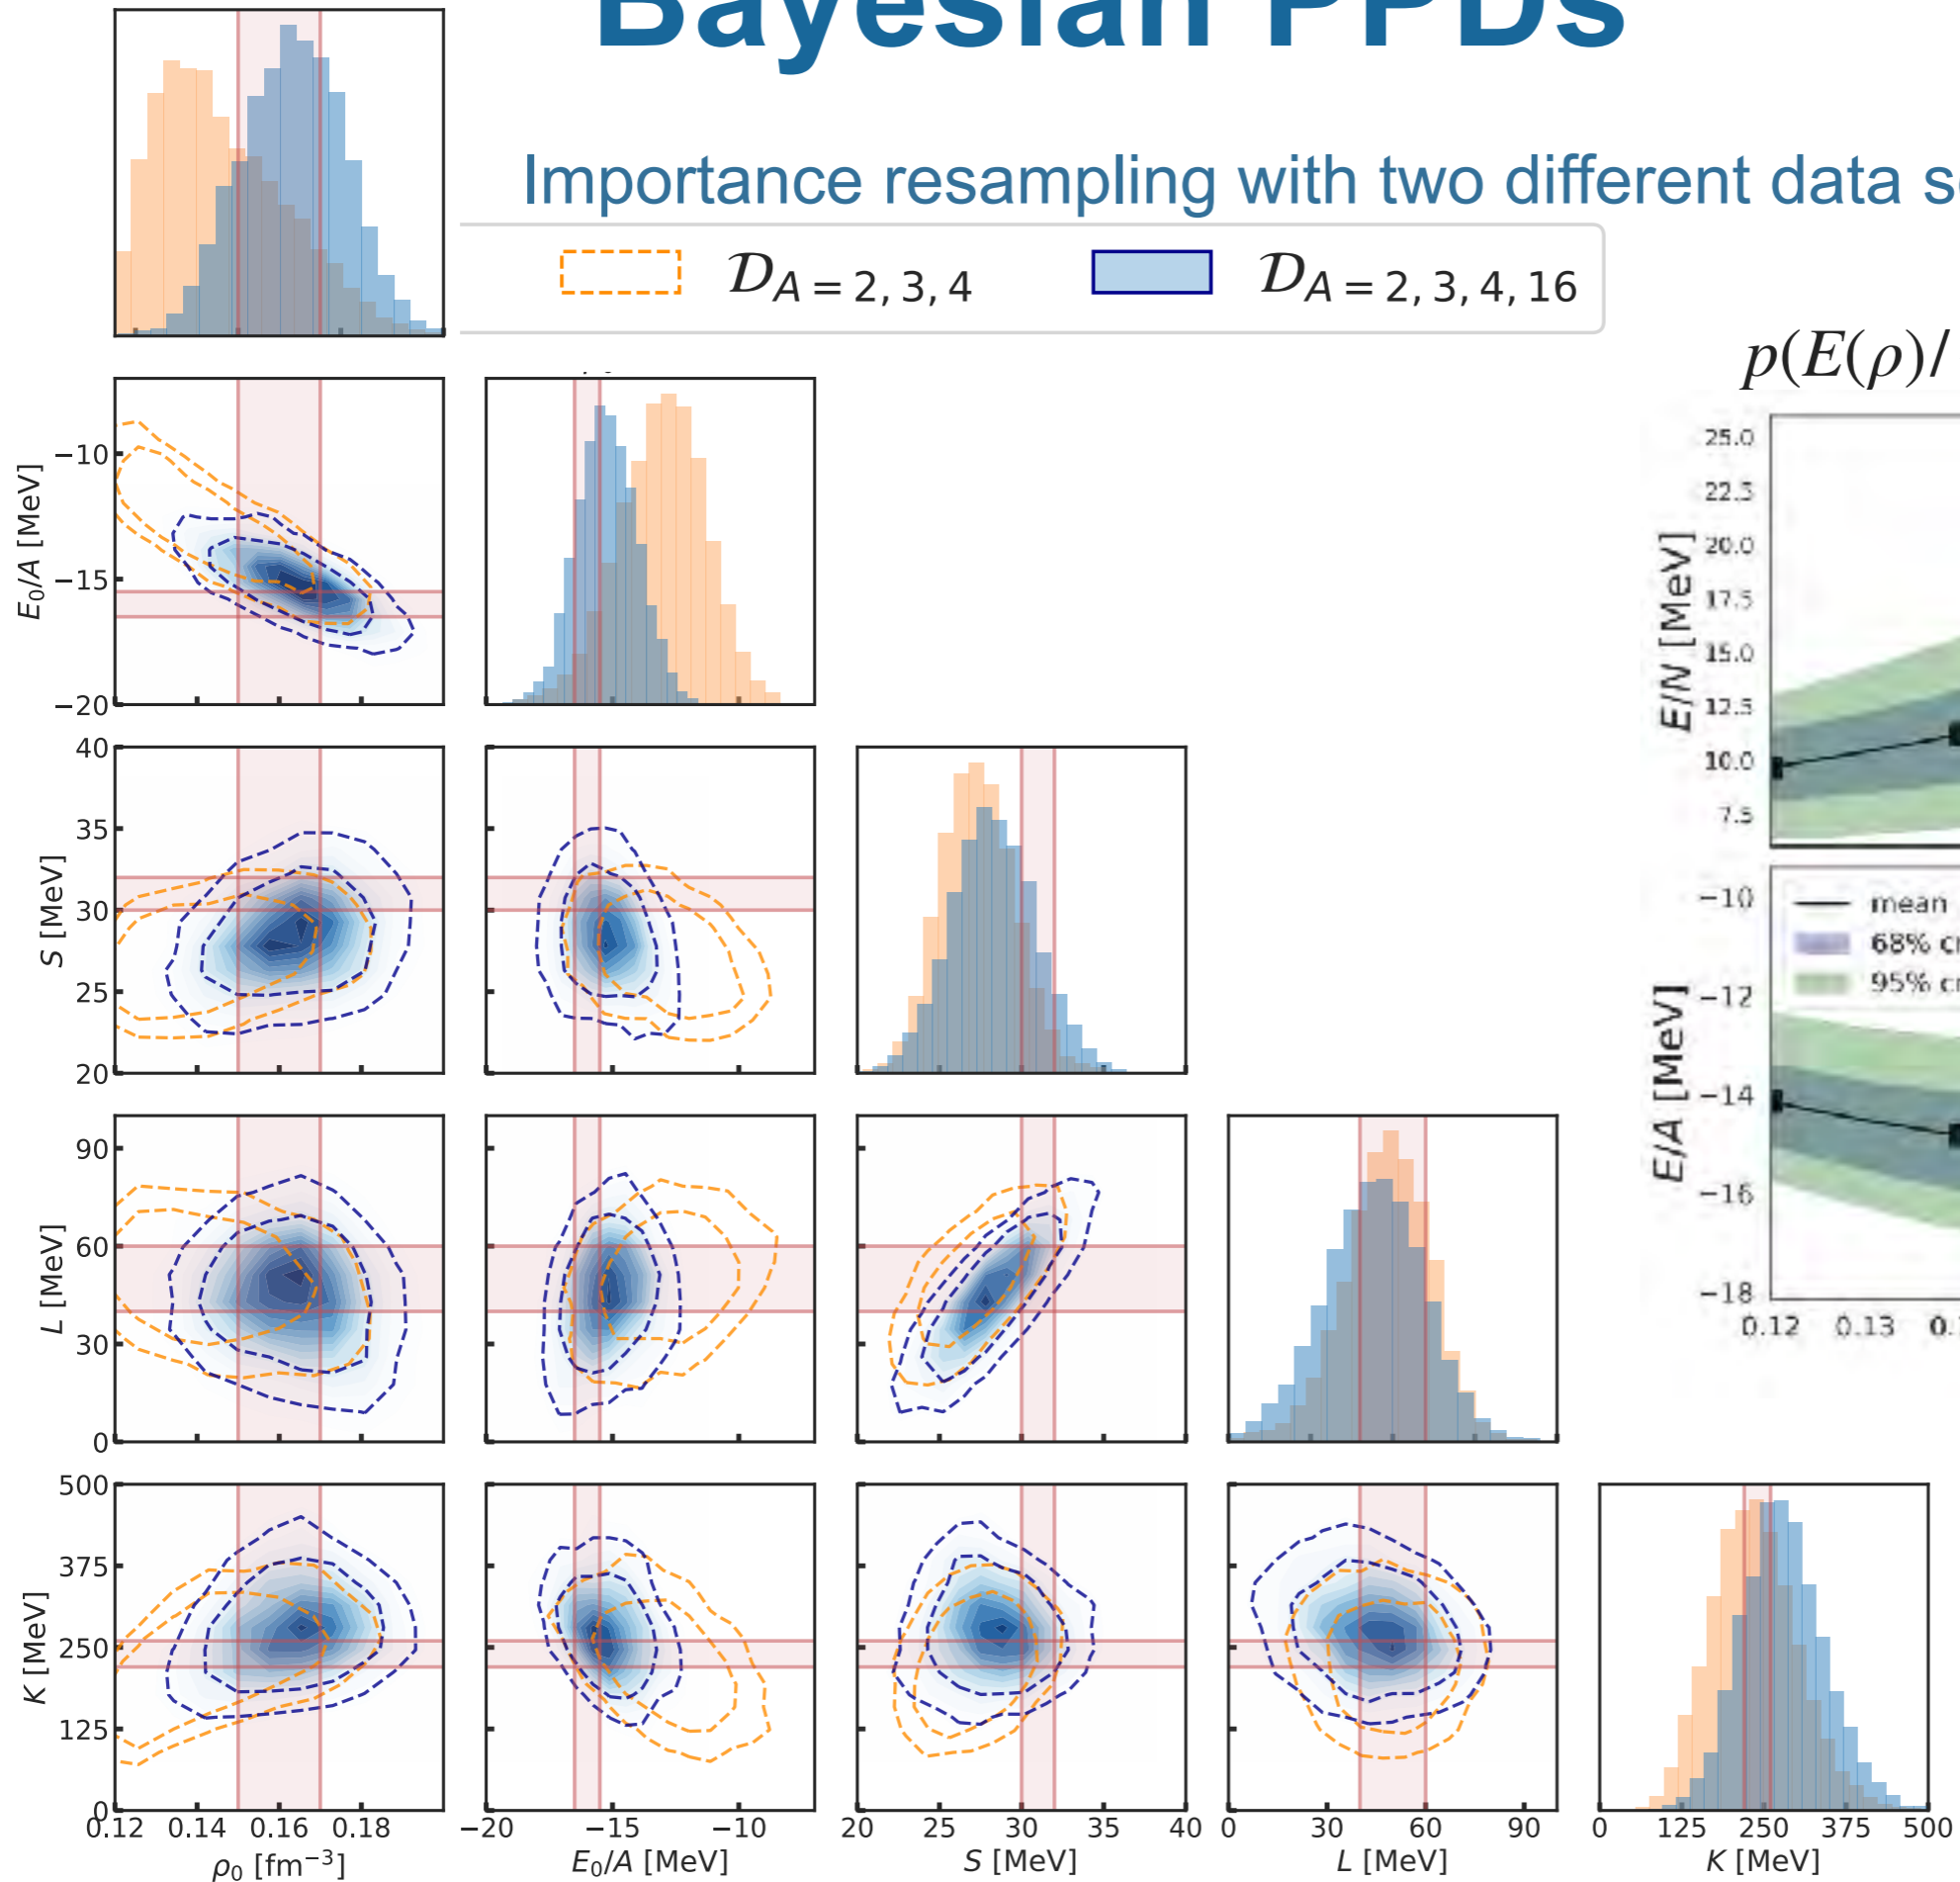 Bayesian PPDs
Importance resampling with two different data s
𝒟A = 2, 3, 4
𝒟A = 2, 3, 4, 16
p(E(ρ)/
E₀/A [MeV]
−10
−15
−20
S [MeV]
40
35
30
25
20
L [MeV]
90
60
30
0
K [MeV]
500
375
250
125
0
0.12 0.14 0.16 0.18
ρ₀ [fm⁻³]
−20 −15 −10
E₀/A [MeV]
20 25 30 35 40
S [MeV]
0 30 60 90
L [MeV]
0 125 250 375 500
K [MeV]
E/N [MeV]
25.0
22.5
20.0
17.5
15.0
12.5
10.0
7.5
E/A [MeV]
−10
−12
−14
−16
−18
mean
68% c
95% c
0.12 0.13 0.